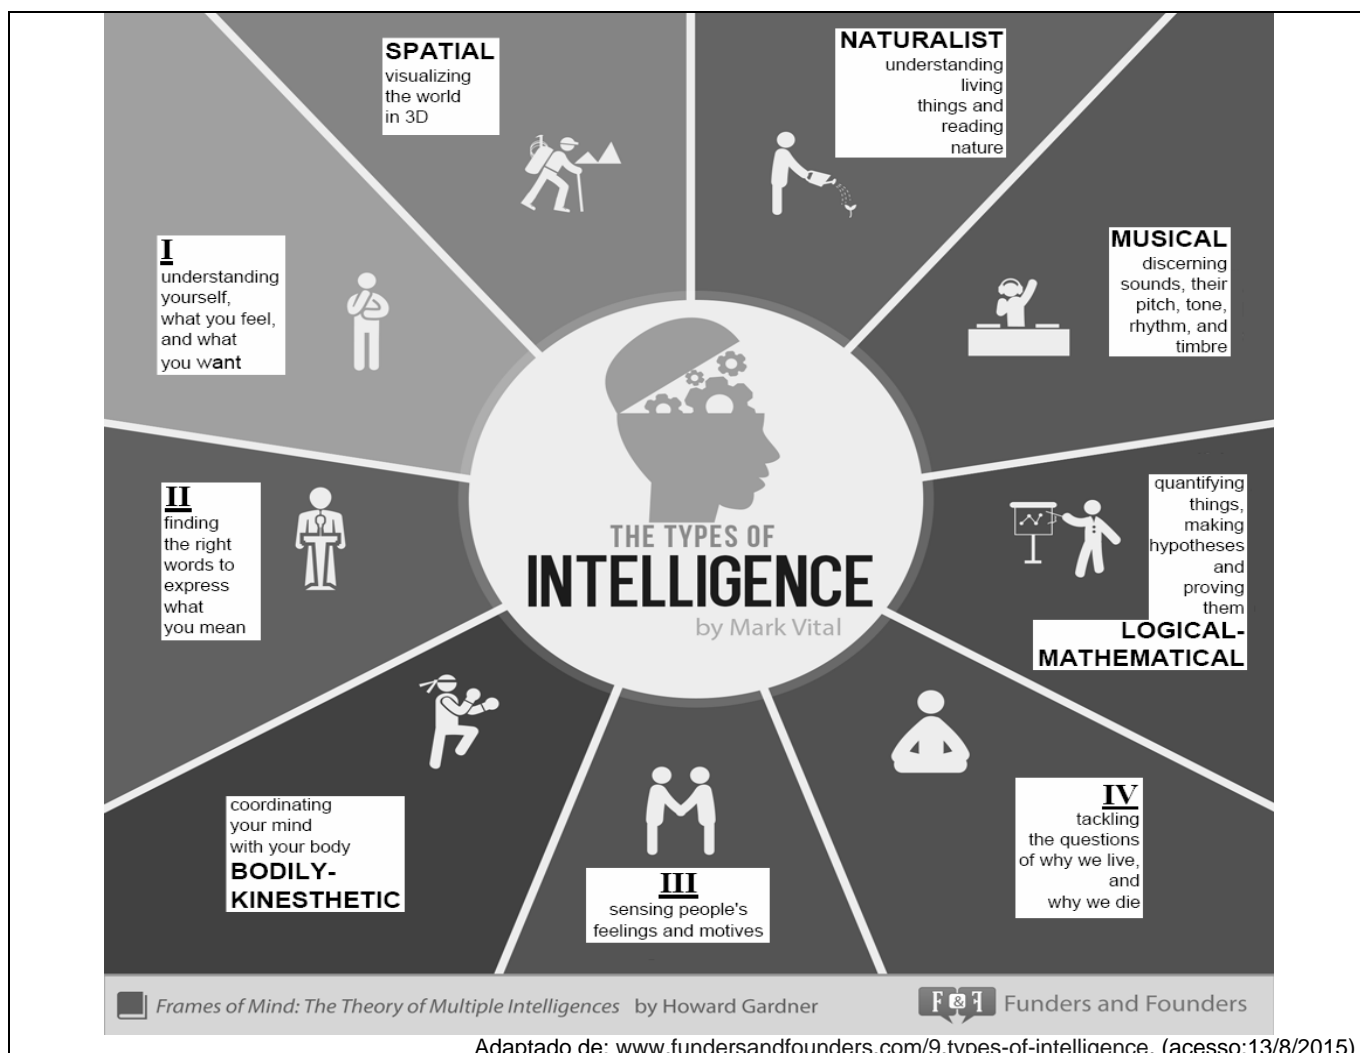 SPATIAL
visualizing
the world
in 3D
NATURALIST
understanding
living
things and
reading
nature
I
understanding
yourself,
what you feel,
and what
you want
MUSICAL
discerning
sounds, their
pitch, tone,
rhythm, and
timbre
II
finding
the right
words to
express
what
you mean
THE TYPES OF
INTELLIGENCE
by Mark Vital
quantifying
things,
making
hypotheses
and
proving
them
LOGICAL-
MATHEMATICAL
coordinating
your mind
with your body
BODILY-
KINESTHETIC
III
sensing people's
feelings and motives
IV
tackling
the questions
of why we live,
and
why we die
Frames of Mind: The Theory of Multiple Intelligences by Howard Gardner
F&F Funders and Founders
Adaptado de: www.fundersandfounders.com/9.types-of-intelligence. (acesso:13/8/2015)